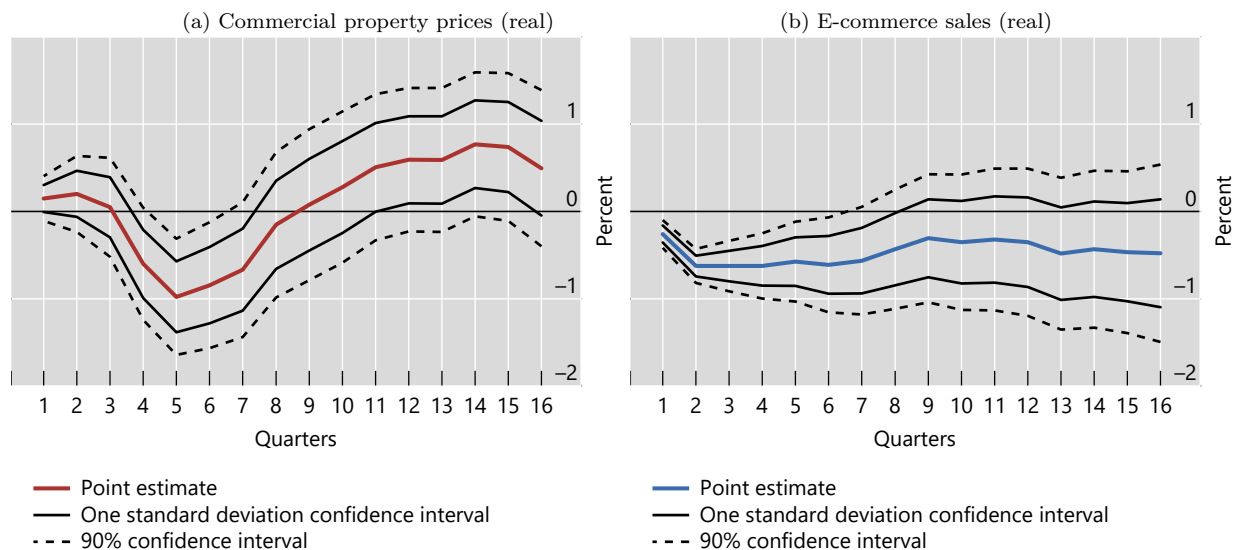 (a) Commercial property prices (real)
1
0
−1
−2
Percent
1 2 3 4 5 6 7 8 9 10 11 12 13 14 15 16
Quarters
Point estimate
One standard deviation confidence interval
90% confidence interval
(b) E-commerce sales (real)
1
0
−1
−2
Percent
1 2 3 4 5 6 7 8 9 10 11 12 13 14 15 16
Quarters
Point estimate
One standard deviation confidence interval
90% confidence interval